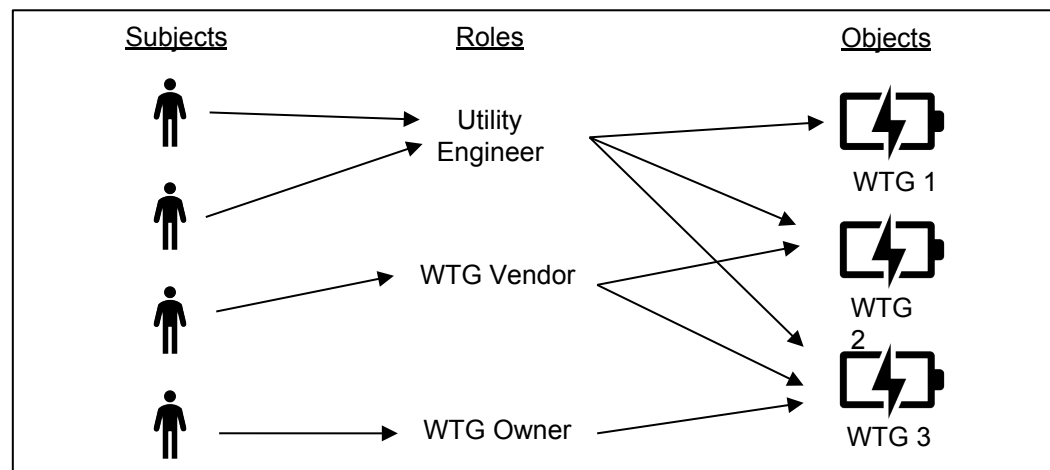 Subjects
Roles
Objects
Utility
Engineer
WTG 1
WTG Vendor
WTG
2
WTG Owner
WTG 3